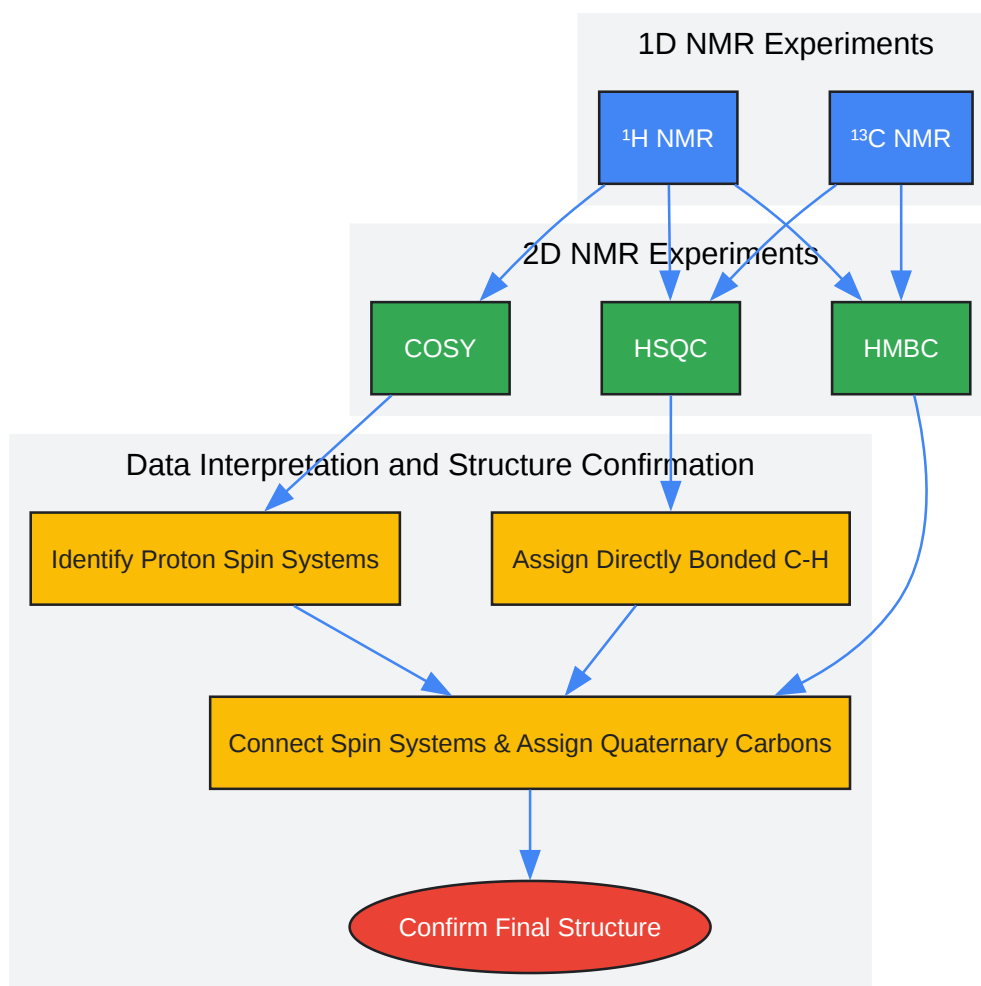 1D NMR Experiments
¹H NMR
¹³C NMR
2D NMR Experiments
COSY
HSQC
HMBC
Data Interpretation and Structure Confirmation
Identify Proton Spin Systems
Assign Directly Bonded C-H
Connect Spin Systems & Assign Quaternary Carbons
Confirm Final Structure